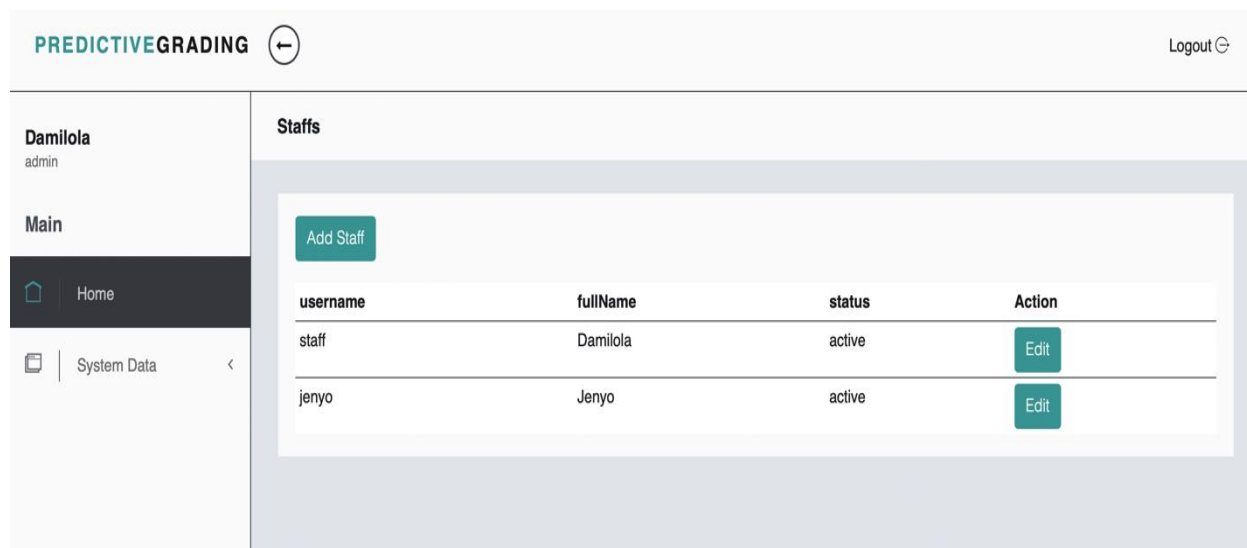 PREDICTIVEGRADING
Logout
Damilola
admin
Main
Home
System Data
Staffs
Add Staff
username fullName status Action
staff Damilola active Edit
jenyo Jenyo active Edit